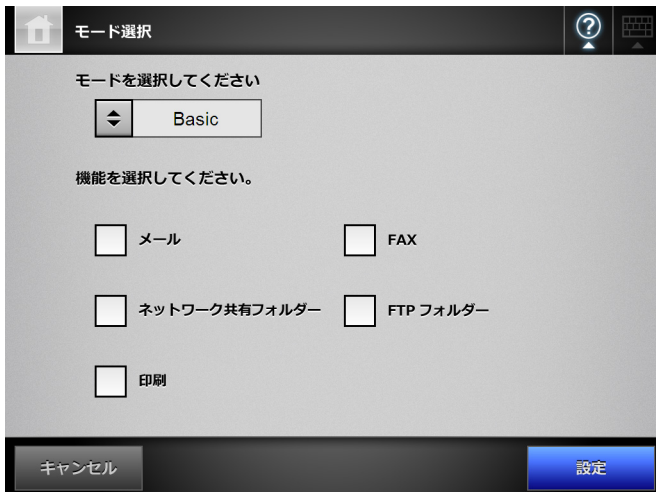 モード選択
?
モードを選択してください
Basic
機能を選択してください。
メール
FAX
ネットワーク共有フォルダー
FTP フォルダー
印刷
キャンセル
設定